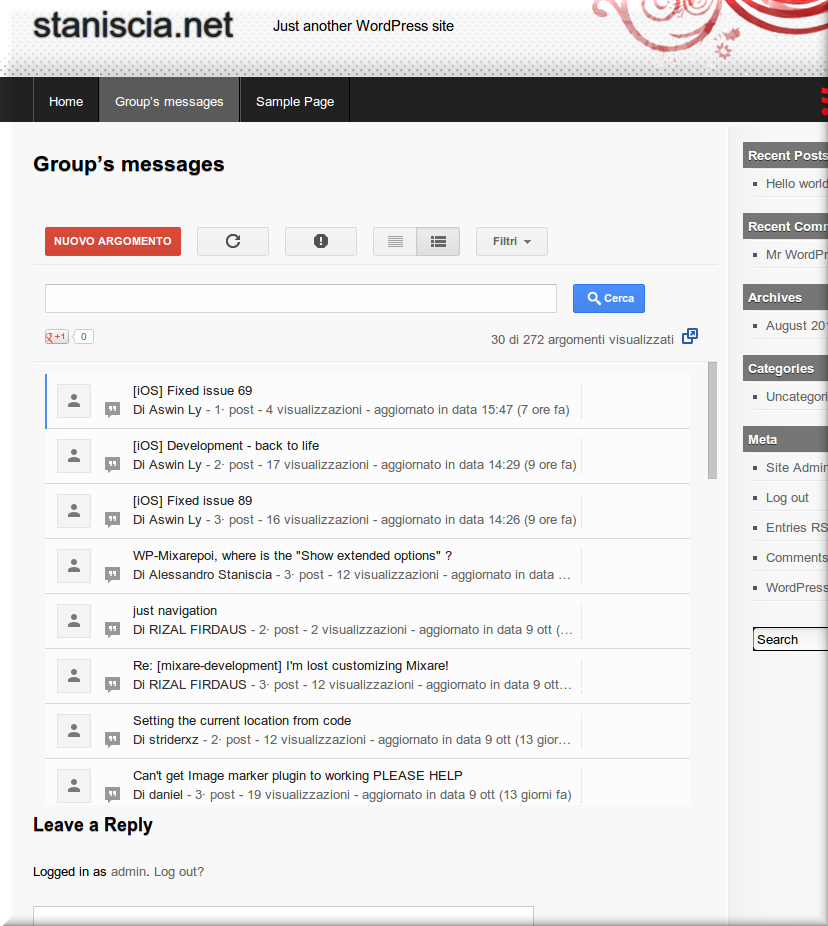 staniscia.net
Just another WordPress site
Home
Group's messages
Sample Page
Group's messages
NUOVO ARGOMENTO
Filtri
Cerca
g +1
0
30 di 272 argomenti visualizzati
[iOS] Fixed issue 69
Di Aswin Ly - 1· post - 4 visualizzazioni - aggiornato in data 15:47 (7 ore fa)
[iOS] Development - back to life
Di Aswin Ly - 2· post - 17 visualizzazioni - aggiornato in data 14:29 (9 ore fa)
[iOS] Fixed issue 89
Di Aswin Ly - 3· post - 16 visualizzazioni - aggiornato in data 14:26 (9 ore fa)
WP-Mixarepoi, where is the "Show extended options" ?
Di Alessandro Staniscia - 3· post - 12 visualizzazioni - aggiornato in data …
just navigation
Di RIZAL FIRDAUS - 2· post - 2 visualizzazioni - aggiornato in data 9 ott (…
Re: [mixare-development] I'm lost customizing Mixare!
Di RIZAL FIRDAUS - 3· post - 12 visualizzazioni - aggiornato in data 9 ott…
Setting the current location from code
Di striderxz - 2· post - 12 visualizzazioni - aggiornato in data 9 ott (13 gior…
Can't get Image marker plugin to working PLEASE HELP
Di daniel - 3· post - 19 visualizzazioni - aggiornato in data 9 ott (13 giorni fa)
Leave a Reply
Logged in as admin. Log out?
Recent Posts
Hello world
Recent Comm
Mr WordPr
Archives
August 201
Categories
Uncategori
Meta
Site Admin
Log out
Entries RS
Comments
WordPress
Search